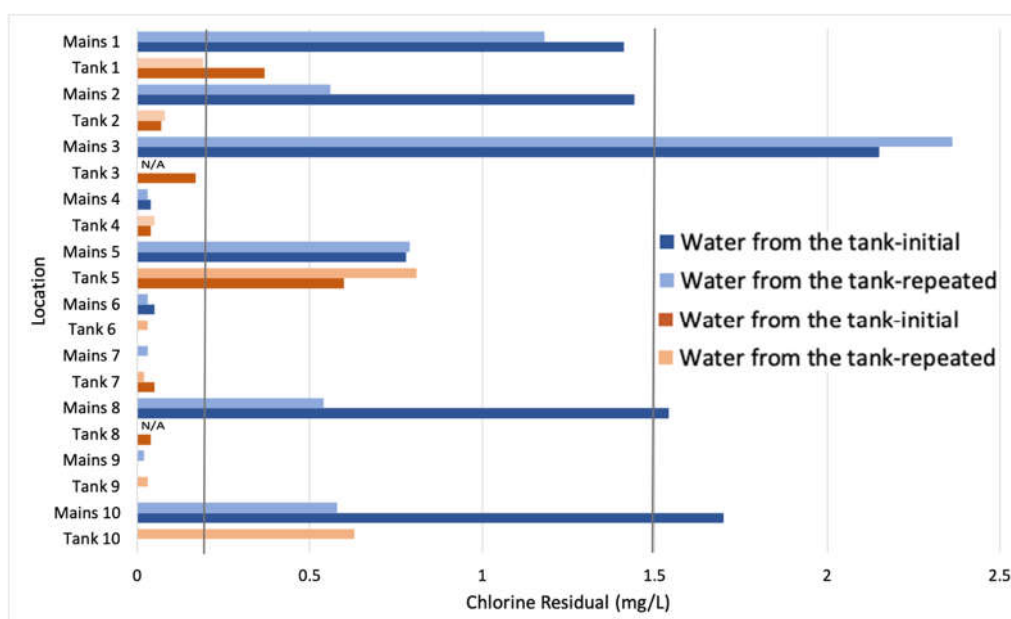 Mains 1
Tank 1
Mains 2
Tank 2
Mains 3
N/A
Tank 3
Mains 4
Tank 4
Mains 5
Tank 5
Mains 6
Tank 6
Mains 7
Tank 7
Mains 8
N/A
Tank 8
Mains 9
Tank 9
Mains 10
Tank 10
Location
Water from the tank-initial
Water from the tank-repeated
Water from the tank-initial
Water from the tank-repeated
0 0.5 1 1.5 2 2.5
Chlorine Residual (mg/L)